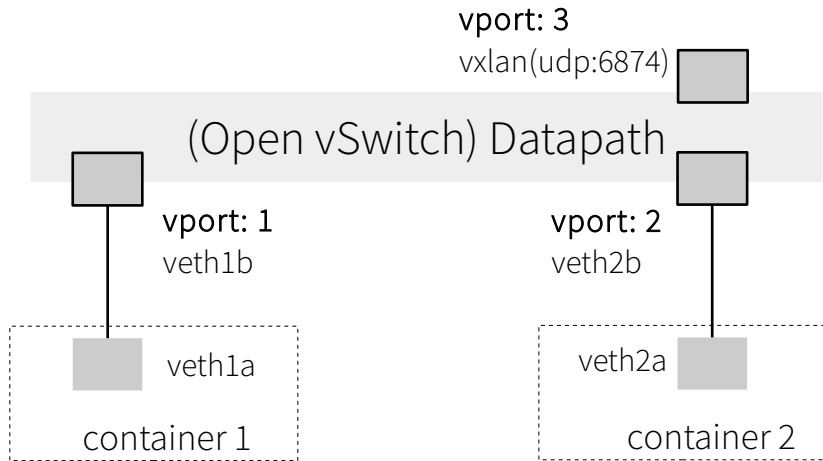 vport: 3
vxlan(udp:6874)
(Open vSwitch) Datapath
vport: 1
veth1b
vport: 2
veth2b
veth1a
container 1
veth2a
container 2